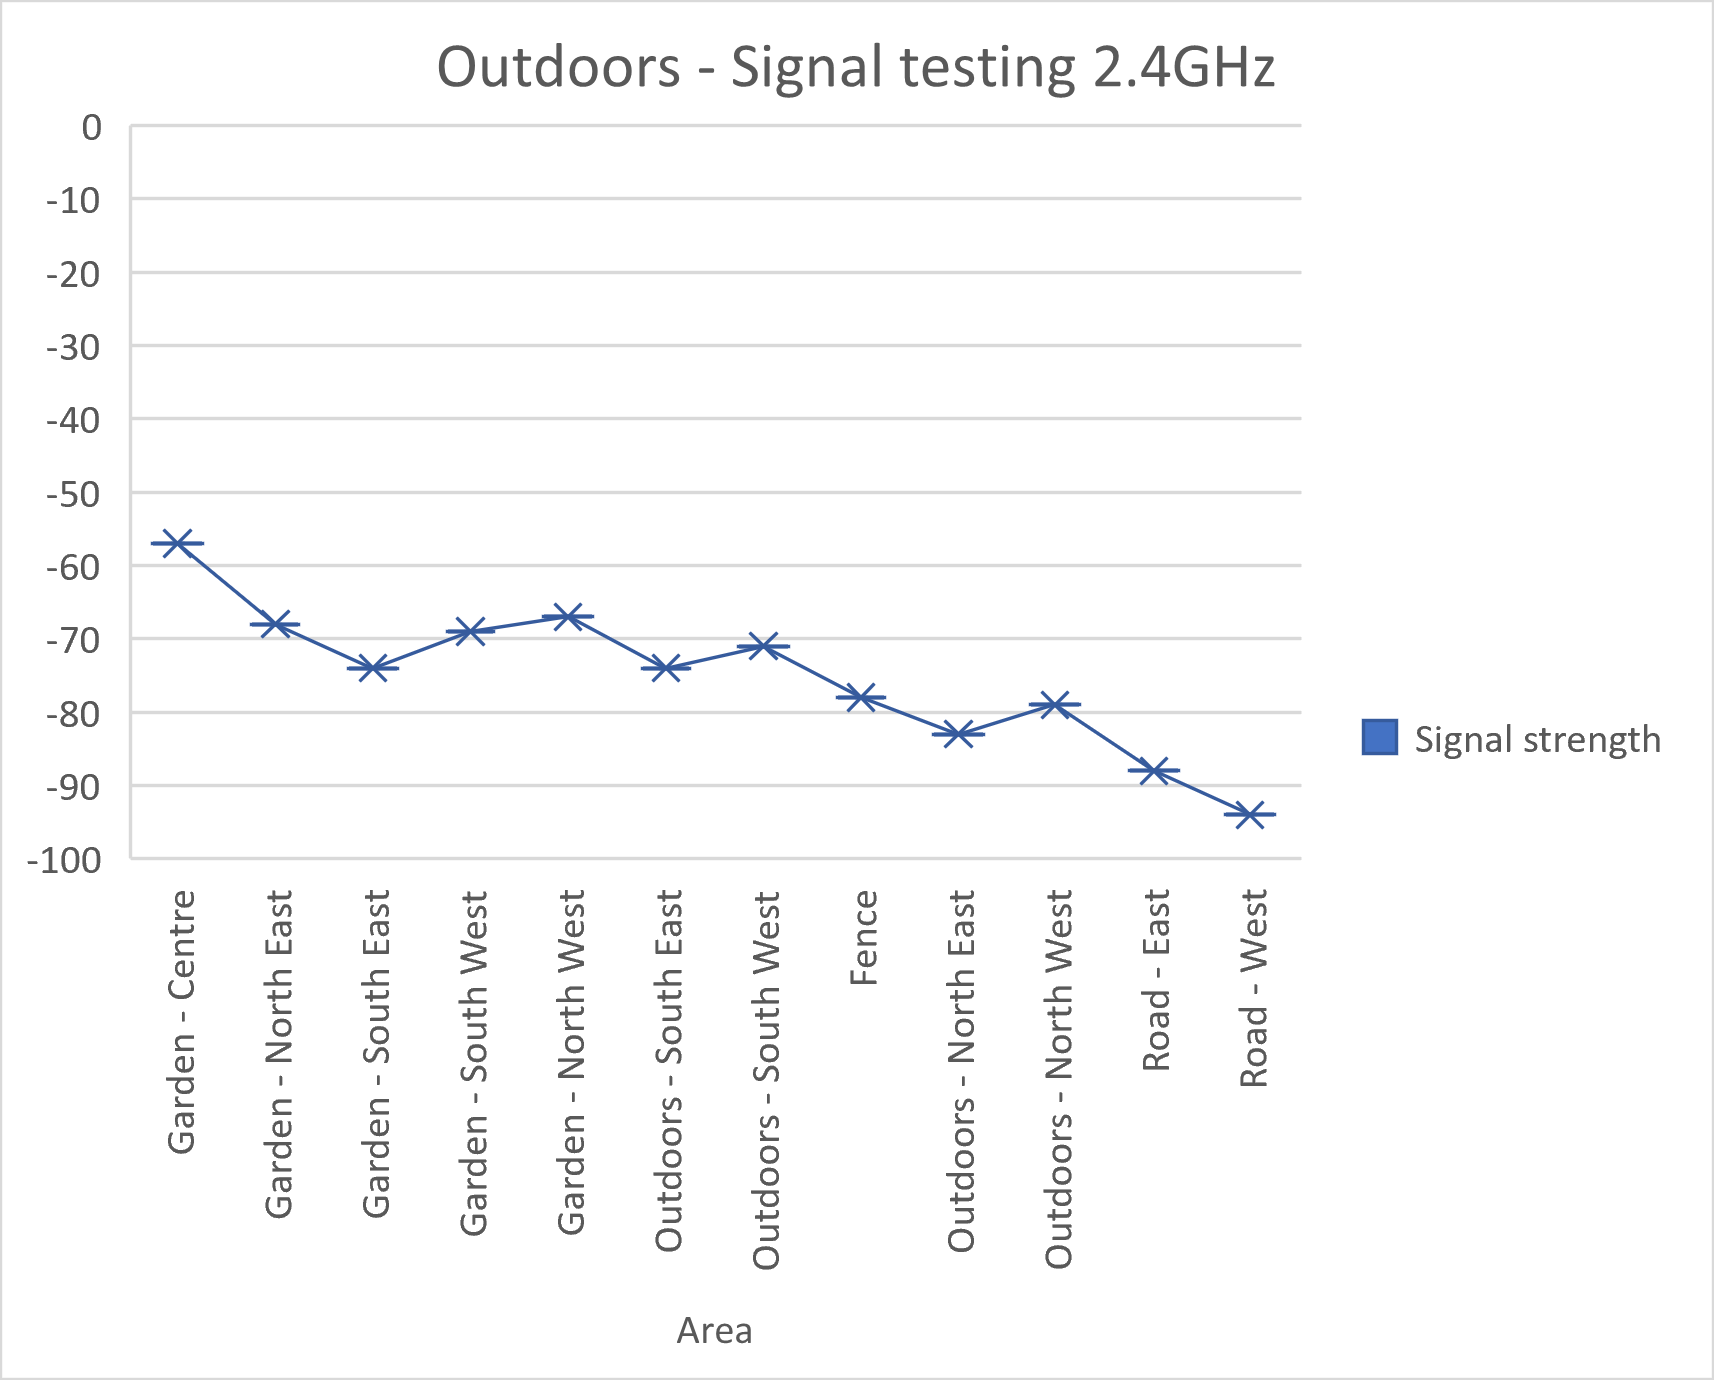 Outdoors - Signal testing 2.4GHz
0
-10
-20
-30
-40
-50
-60
-70
-80
-90
-100
Garden - Centre
Garden - North East
Garden - South East
Garden - South West
Garden - North West
Outdoors - South East
Outdoors - South West
Fence
Outdoors - North East
Outdoors - North West
Road - East
Road - West
Area
Signal strength